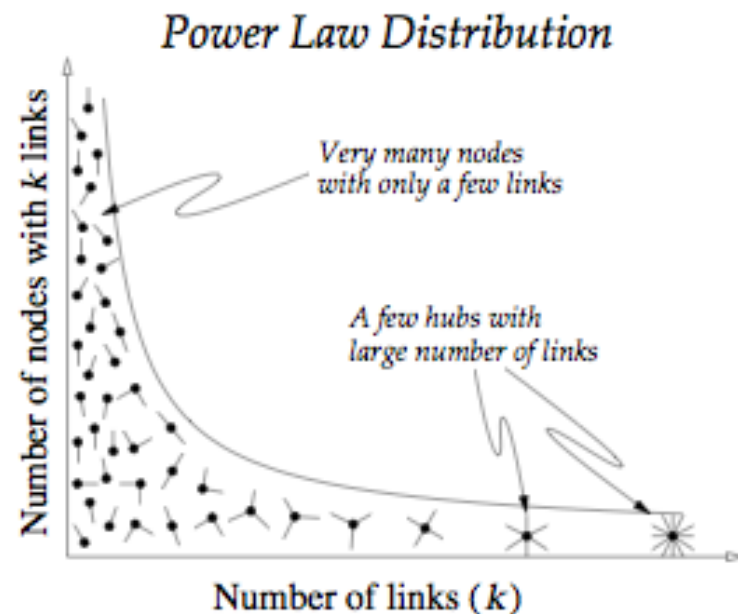 Power Law Distribution
Number of nodes with k links
Very many nodes
with only a few links
A few hubs with
large number of links
Number of links (k)